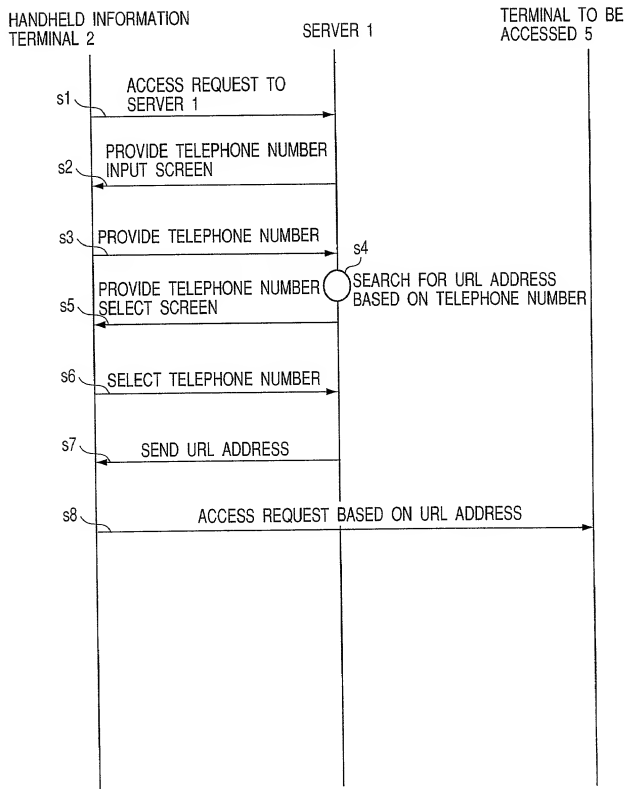 HANDHELD INFORMATION
TERMINAL 2
SERVER 1
TERMINAL TO BE
ACCESSED 5
s1
ACCESS REQUEST TO
SERVER 1
s2
PROVIDE TELEPHONE NUMBER
INPUT SCREEN
s3
PROVIDE TELEPHONE NUMBER
s4
SEARCH FOR URL ADDRESS
BASED ON TELEPHONE NUMBER
s5
PROVIDE TELEPHONE NUMBER
SELECT SCREEN
s6
SELECT TELEPHONE NUMBER
s7
SEND URL ADDRESS
s8
ACCESS REQUEST BASED ON URL ADDRESS